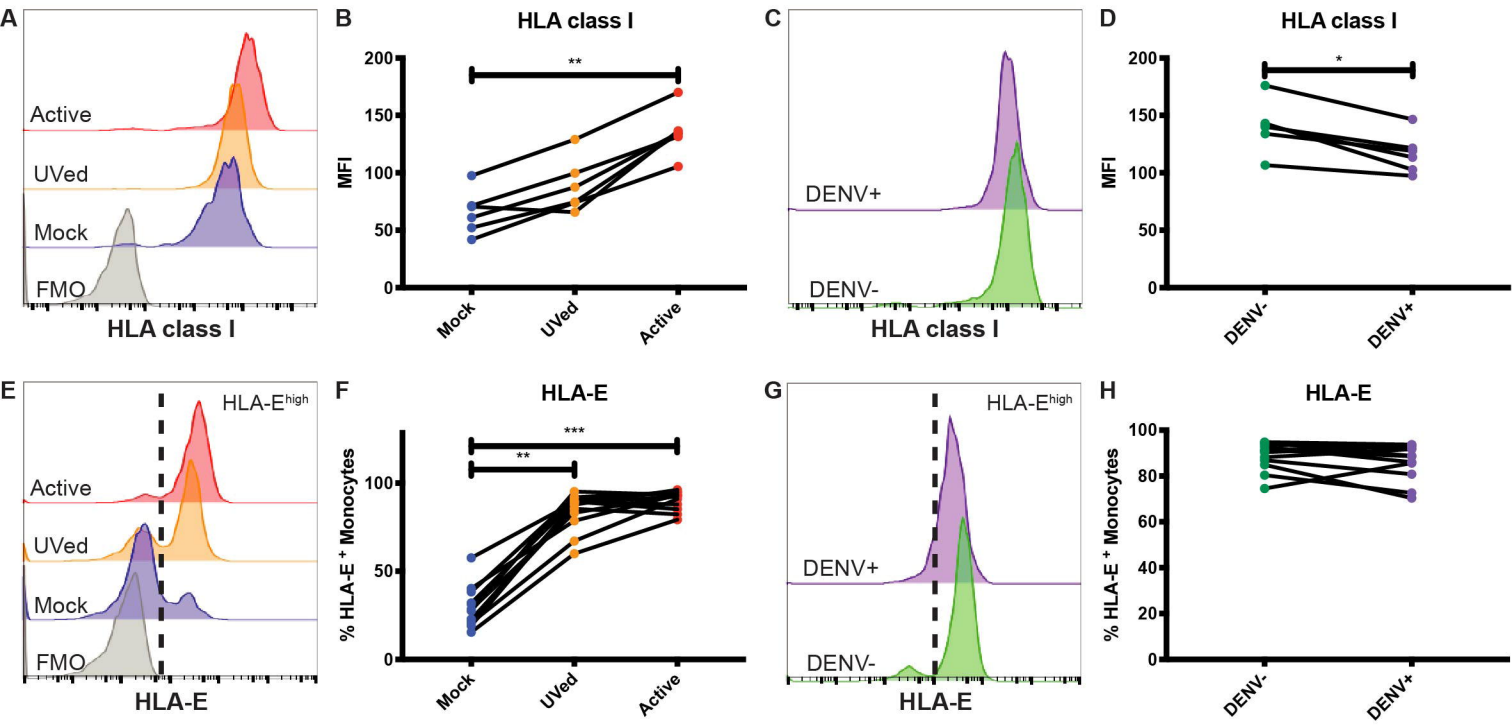 A
Active
UVed
Mock
FMO
HLA class I
B
HLA class I
**
MFI
200
150
100
50
0
Mock
UVed
Active
C
DENV+
DENV-
HLA class I
D
HLA class I
*
MFI
200
150
100
50
0
DENV-
DENV+
E
HLA-Ehigh
Active
UVed
Mock
FMO
HLA-E
F
HLA-E
***
**
% HLA-E + Monocytes
100
50
0
Mock
UVed
Active
G
HLA-Ehigh
DENV+
DENV-
HLA-E
H
HLA-E
% HLA-E + Monocytes
100
80
60
40
20
0
DENV-
DENV+